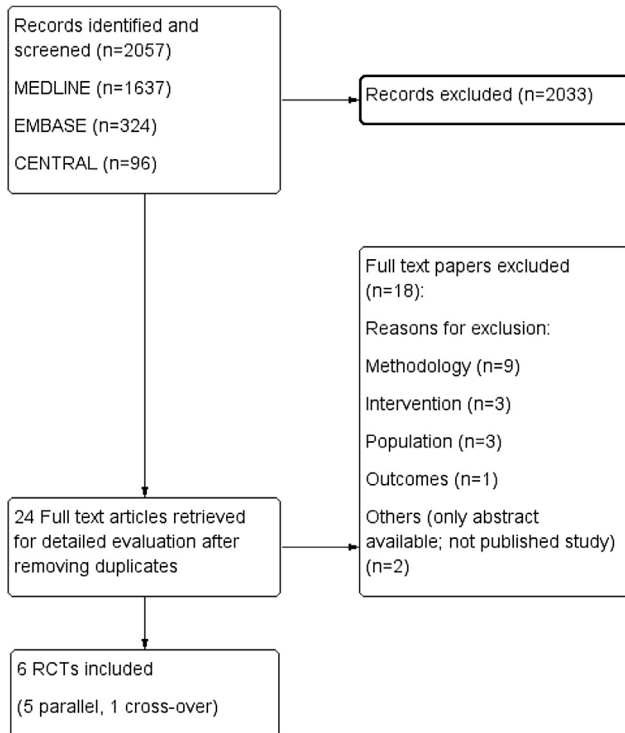 Records identified and
screened (n=2057)
MEDLINE (n=1637)
EMBASE (n=324)
CENTRAL (n=96)
Records excluded (n=2033)
Full text papers excluded
(n=18):
Reasons for exclusion:
Methodology (n=9)
Intervention (n=3)
Population (n=3)
Outcomes (n=1)
Others (only abstract
available; not published study)
(n=2)
24 Full text articles retrieved
for detailed evaluation after
removing duplicates
6 RCTs included
(5 parallel, 1 cross-over)